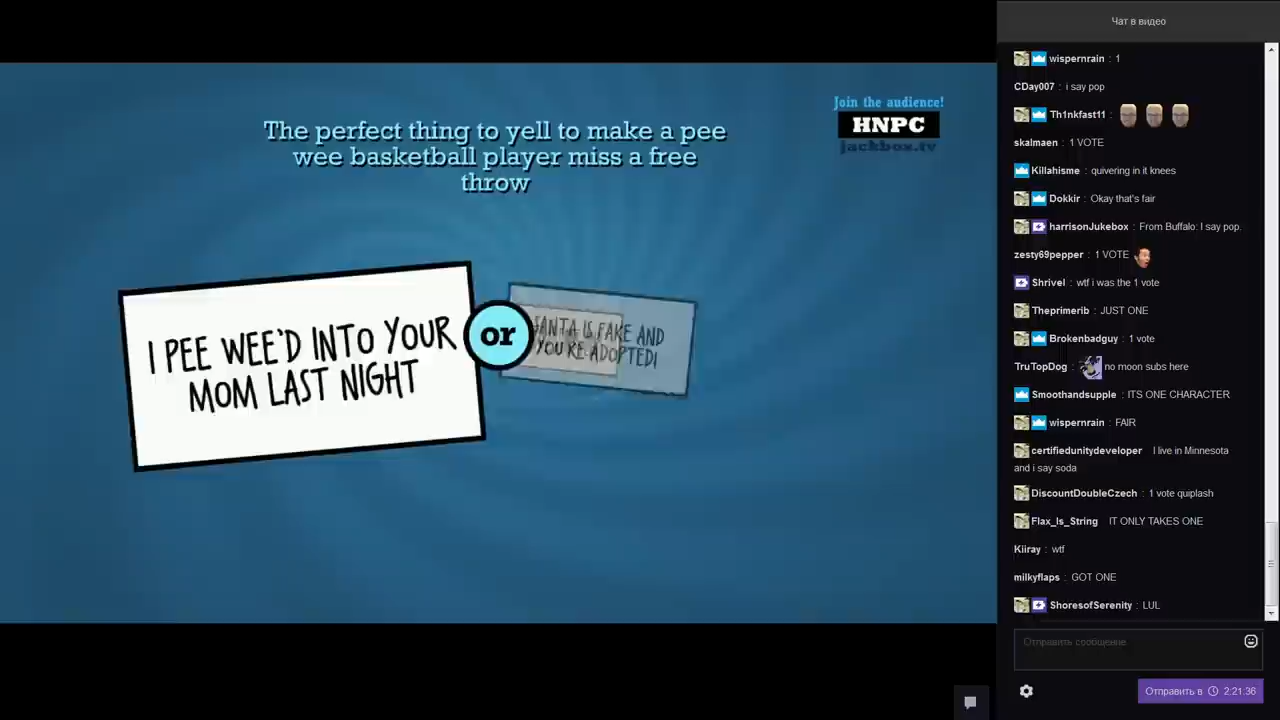 The perfect thing to yell to make a pee
wee basketball player miss a free
throw
Join the audience!
HNPC
jackbox.tv
I PEE WEE'D INTO YOUR
MOM LAST NIGHT
or
SANTA IS FAKE AND
YOU'RE ADOPTED!
Чат в видео
wispernrain : 1
CDay007 : i say pop
Th1nkfast11 :
skalmaen : 1 VOTE
Killahisme : quivering in it knees
Dokkir : Okay that's fair
harrisonJukebox : From Buffalo: I say pop.
zesty69pepper : 1 VOTE
Shrivel : wtf i was the 1 vote
Theprimerib : JUST ONE
Brokenbadguy : 1 vote
TruTopDog : no moon subs here
Smoothandsupple : ITS ONE CHARACTER
wispernrain : FAIR
certifiedunitydeveloper I live in Minnesota
and i say soda
DiscountDoubleCzech : 1 vote quiplash
Flax_Is_String IT ONLY TAKES ONE
Kiiray : wtf
milkyflaps : GOT ONE
ShoresofSerenity : LUL
Отправить сообщение
Отправить в 2:21:36